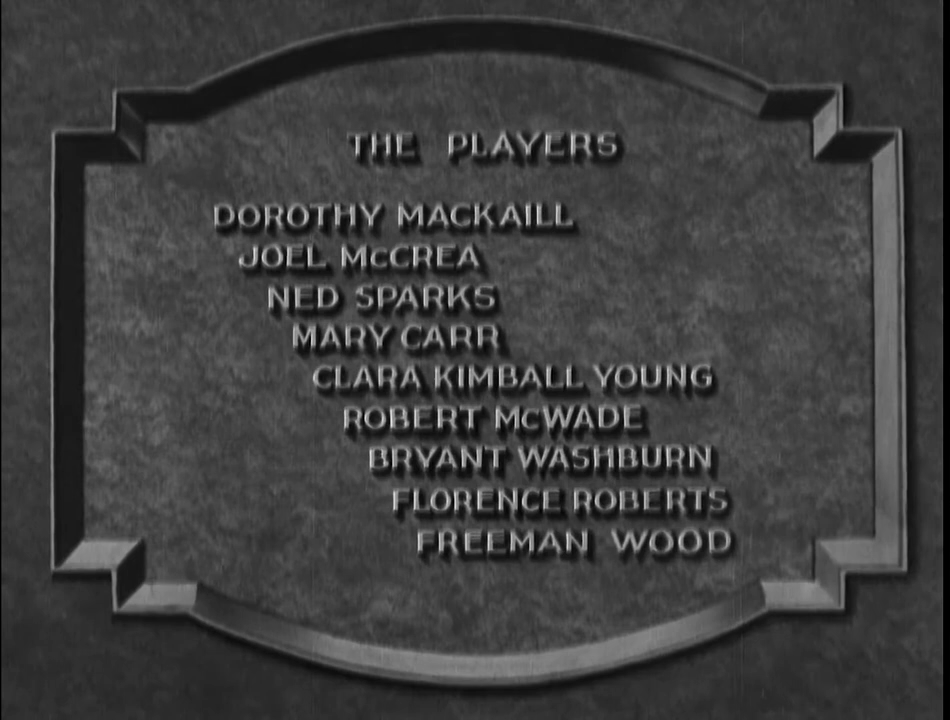 THE PLAYERS
DOROTHY MACKAILL
JOEL McCREA
NED SPARKS
MARY CARR
CLARA KIMBALL YOUNG
ROBERT McWADE
BRYANT WASHBURN
FLORENCE ROBERTS
FREEMAN WOOD